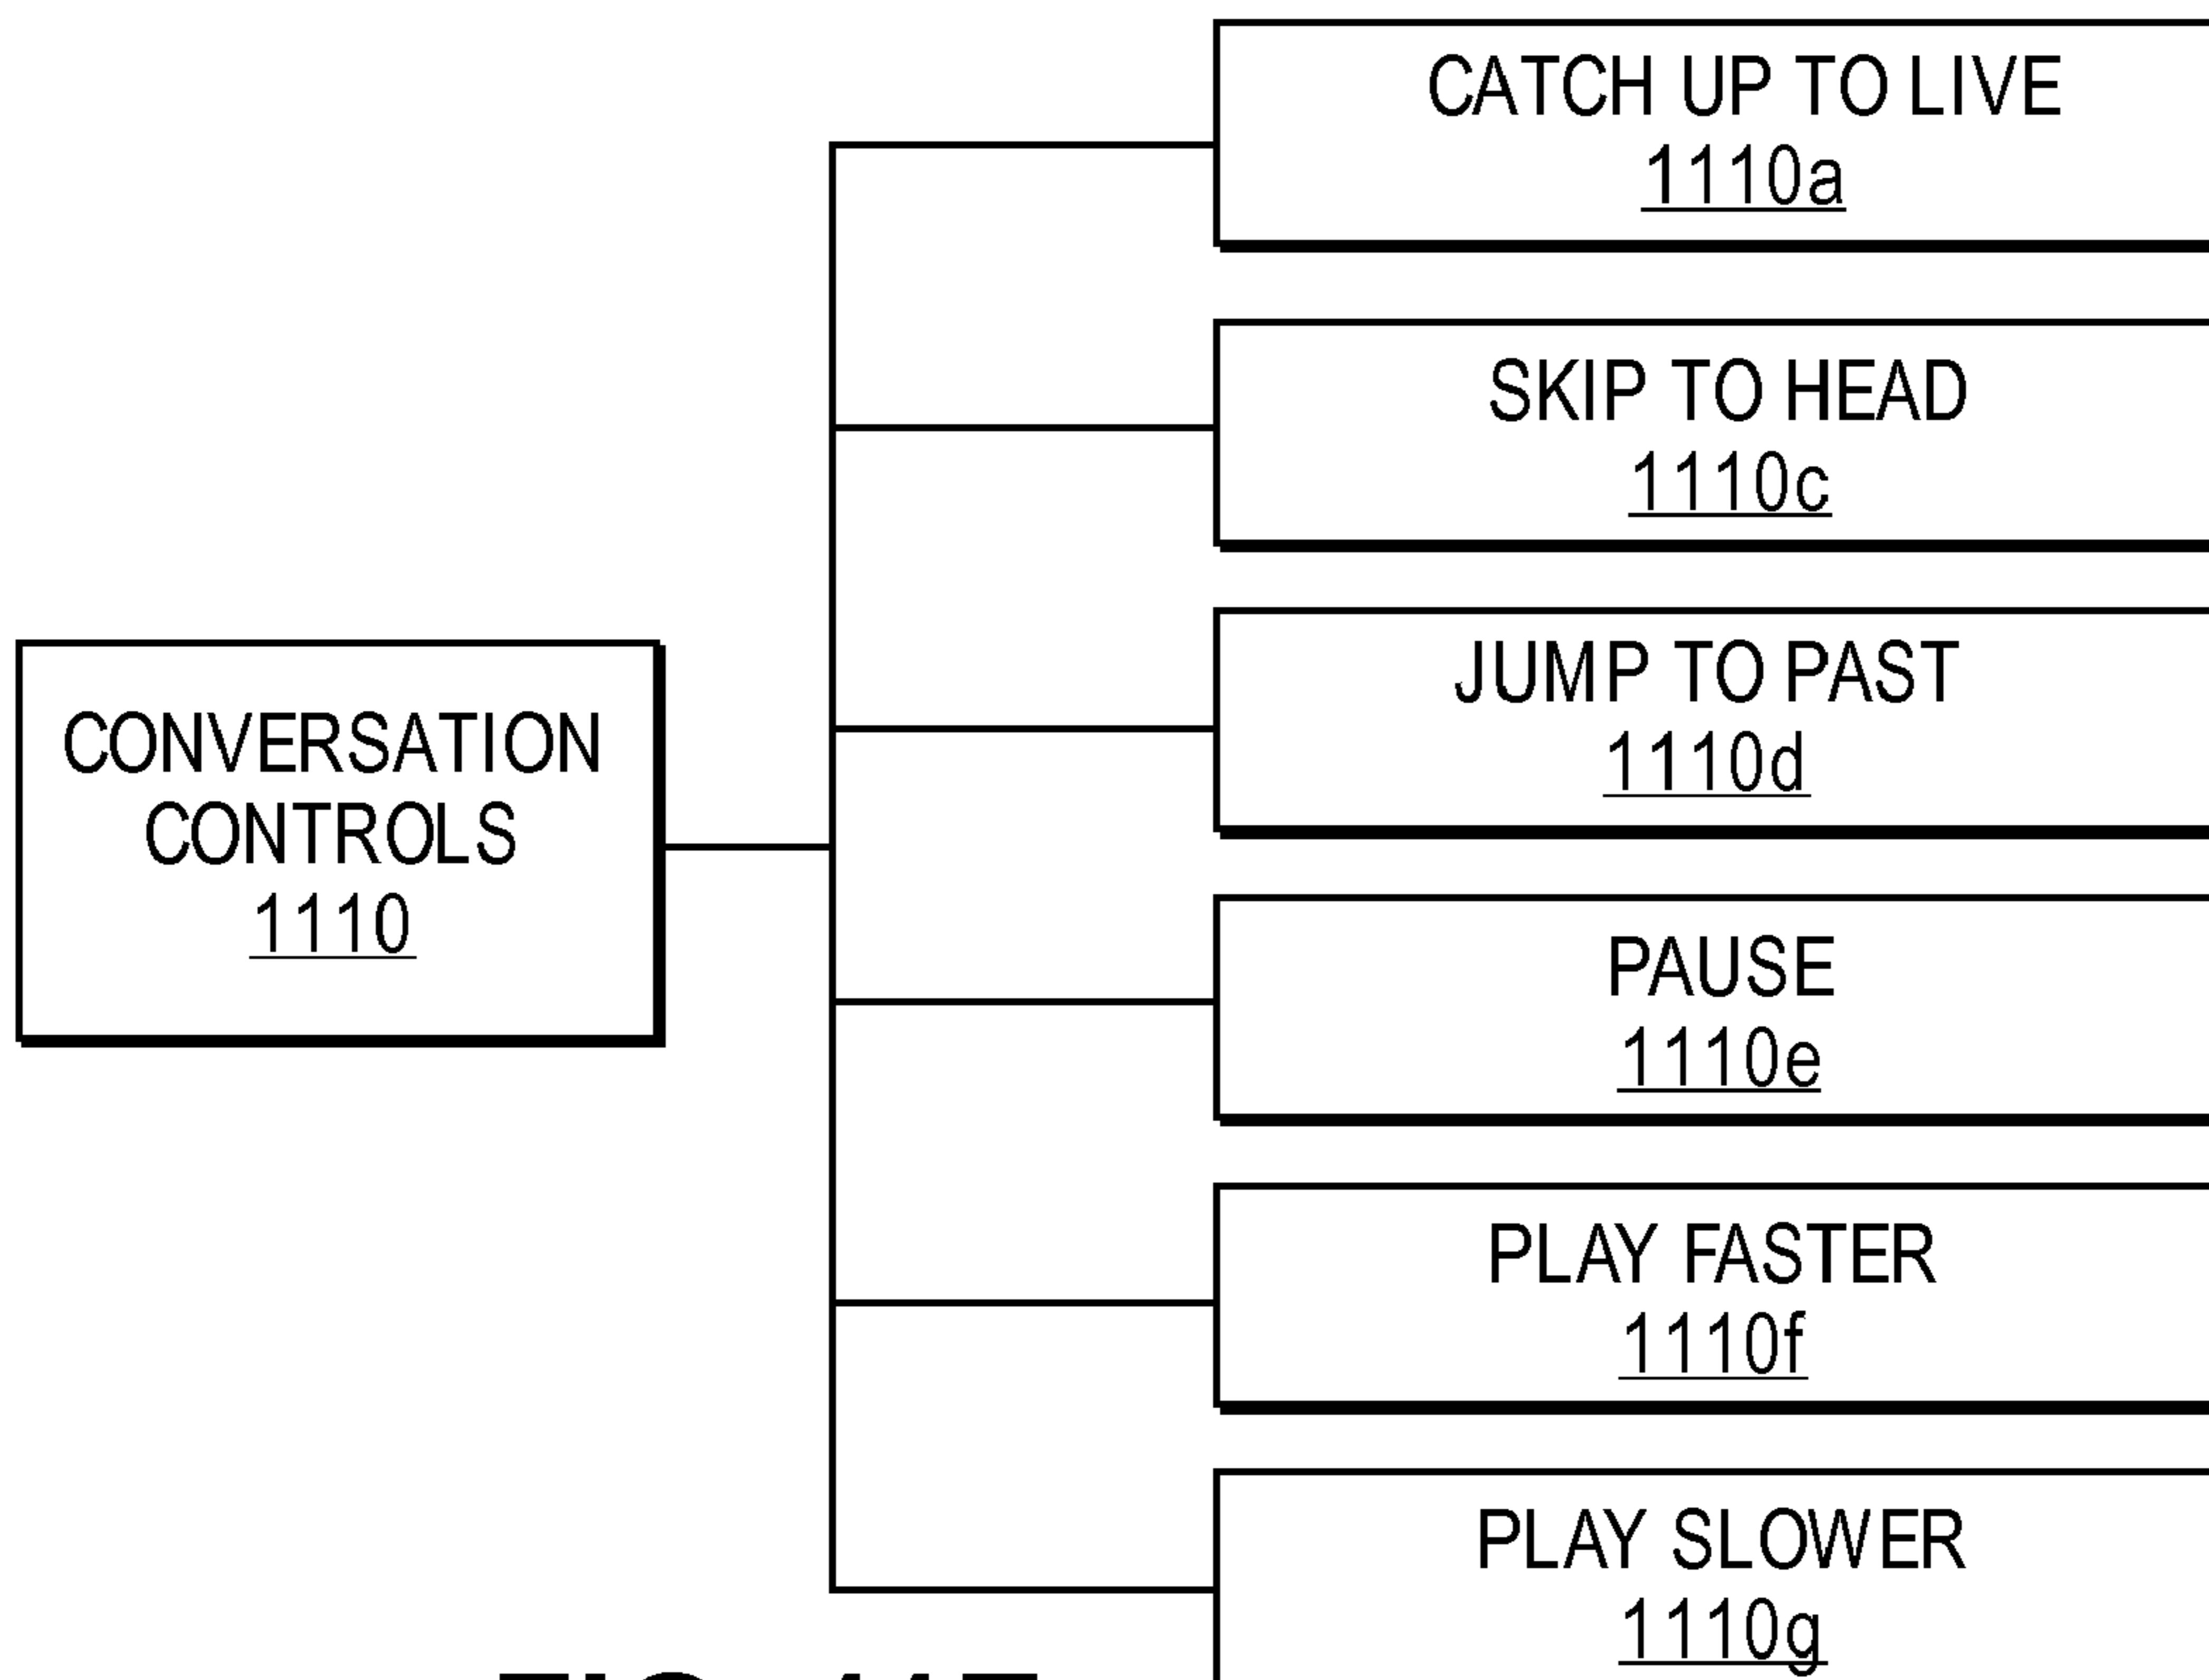 CATCH UP TO LIVE
1110a
SKIP TO HEAD
1110c
JUMP TO PAST
1110d
CONVERSATION
CONTROLS
1110
PAUSE
1110e
PLAY FASTER
1110f
PLAY SLOWER
1110g